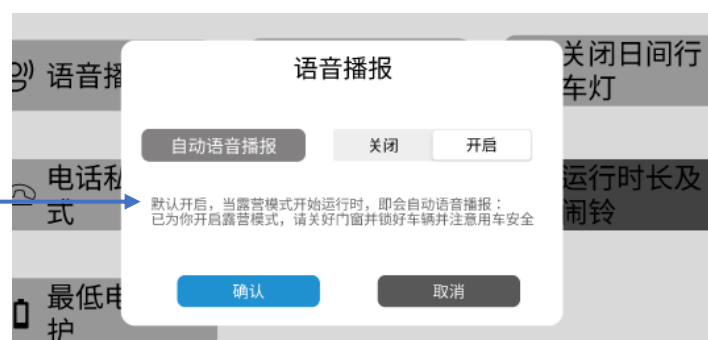 语音播报
关闭日间行
车灯
语音播
自动语音播报
关闭
开启
电话私
式
运行时长及
闹铃
默认开启，当露营模式开始运行时，即会自动语音播报：
已为你开启露营模式，请关好门窗并锁好车辆并注意用车安全
确认
取消
最低电
护